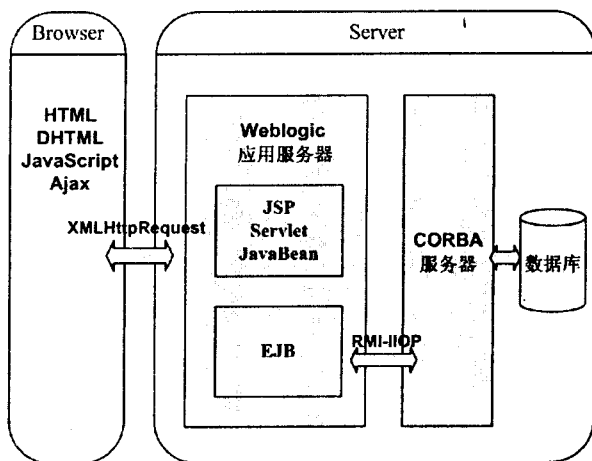 Browser
Server
HTML
DHTML
JavaScript
Ajax
XMLHttpRequest
Weblogic
应用服务器
JSP
Servlet
JavaBean
EJB
RMI-IIOP
CORBA
服务器
数据库